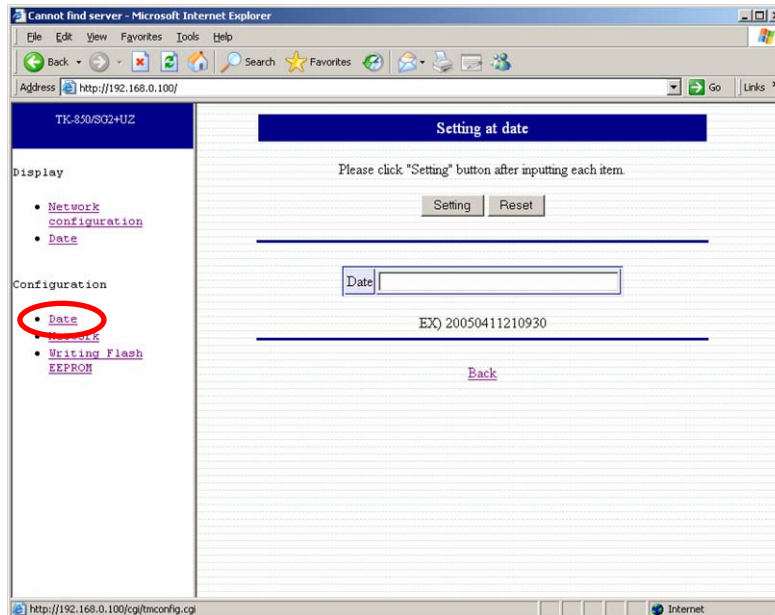 Cannot find server - Microsoft Internet Explorer
File Edit View Favorites Tools Help
Back Search Favorites
Address http://192.168.0.100/ Go Links
TK-850/SG2+UZ
Display
Network
configuration
Date
Configuration
Date
Network
Writing Flash
EEPROM
Setting at date
Please click "Setting" button after inputting each item.
Setting Reset
Date
EX) 20050411210930
Back
http://192.168.0.100/cgi/tmconfig.cgi Internet